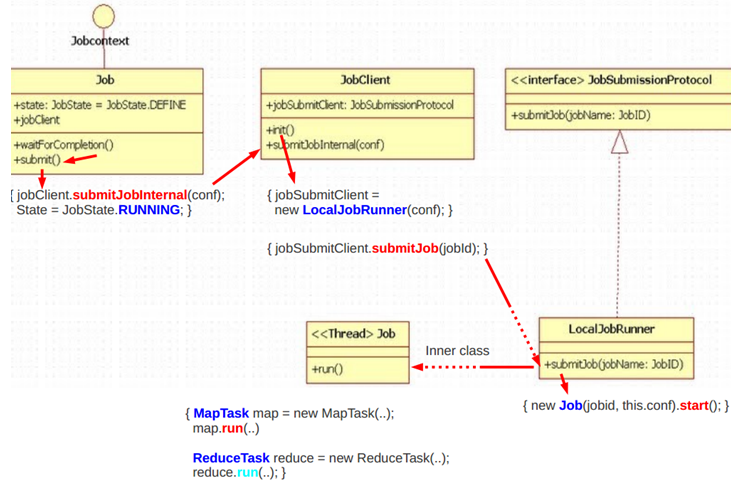 Jobcontext
Job
+state: JobState = JobState.DEFINE
+jobClient
+waitForCompletion()
+submit()
{ jobClient.submitJobInternal(conf);
State = JobState.RUNNING; }
JobClient
+jobSubmitClient: JobSubmissionProtocol
+init()
+submitJobInternal(conf)
{ jobSubmitClient =
new LocalJobRunner(conf); }
{ jobSubmitClient.submitJob(jobId); }
<<interface> JobSubmissionProtocol
+submitJob(jobName: JobID)
<<Thread> Job
+run()
Inner class
LocalJobRunner
+submitJob(jobName: JobID)
{ new Job(jobid, this.conf).start(); }
{ MapTask map = new MapTask(..);
map.run(..)
ReduceTask reduce = new ReduceTask(..);
reduce.run(..); }